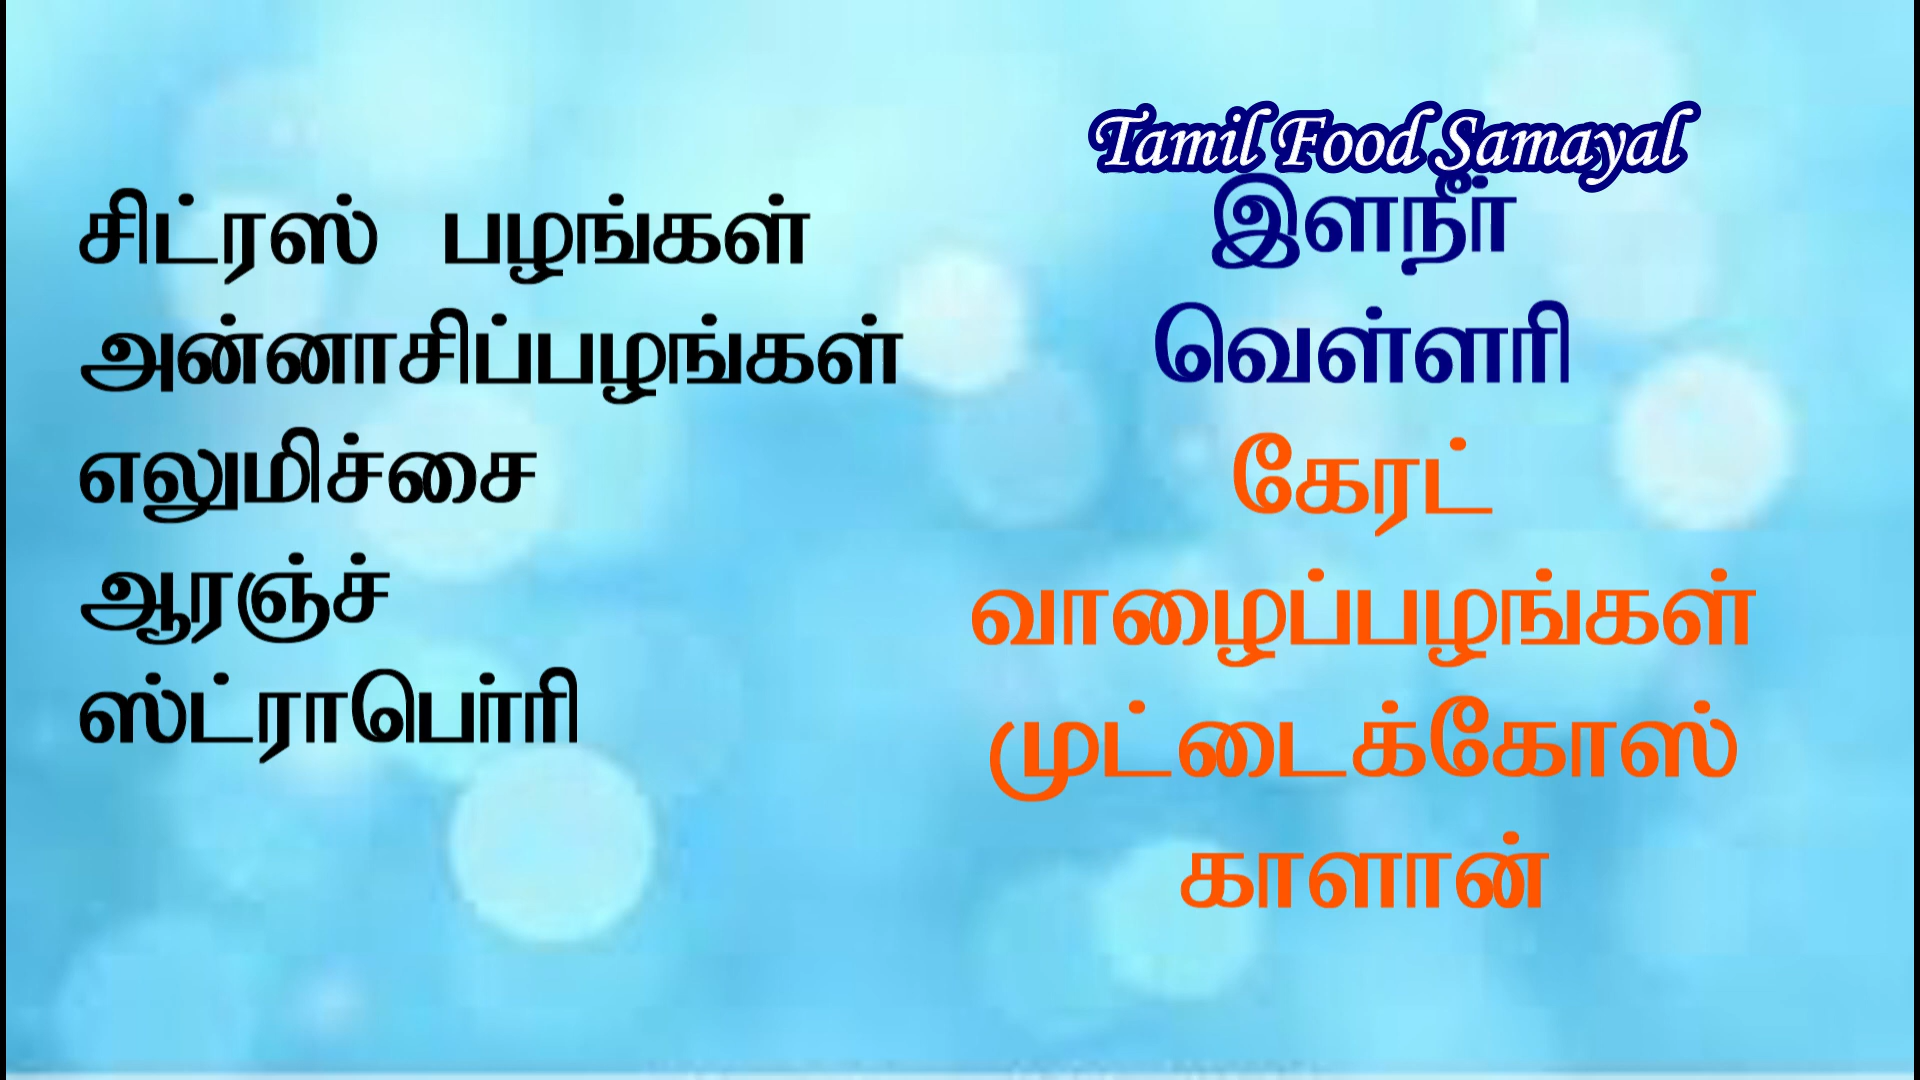 சிட்ரஸ் பழங்கள்
அன்னாசிப்பழங்கள்
எலுமிச்சை
ஆரஞ்ச்
ஸ்ட்ராபெர்ரி
Tamil Food Samayal
இளநீர்
வெள்ளரி
கேரட்
வாழைப்பழங்கள்
முட்டைக்கோஸ்
காளான்